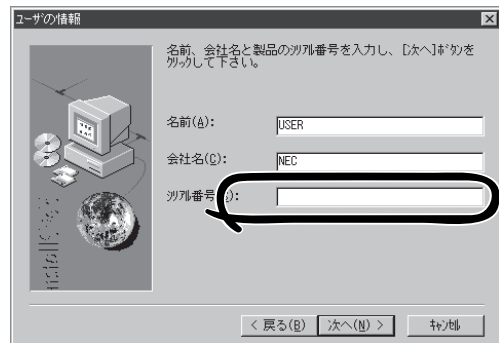 ユーザの情報
名前、会社名と製品のｼﾘｱﾙ番号を入力し、[次へ]ﾎﾞﾀﾝを
ｸﾘｯｸして下さい。
名前(A):
USER
会社名(C):
NEC
ｼﾘｱﾙ番号(S):
InstallShield
< 戻る(B)
次へ(N) >
ｷｬﾝｾﾙ